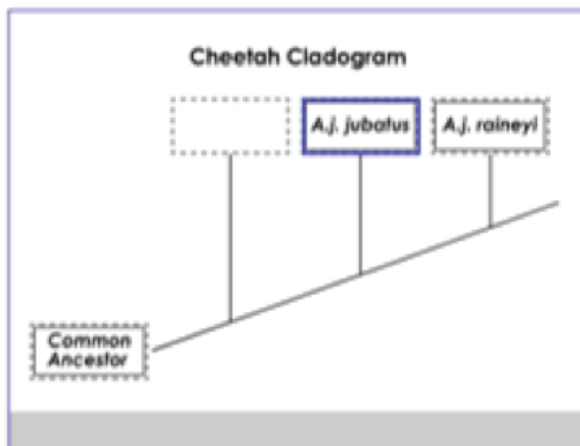 Cheetah Cladogram
A.j. jubatus
A.j. raineyi
Common
Ancestor